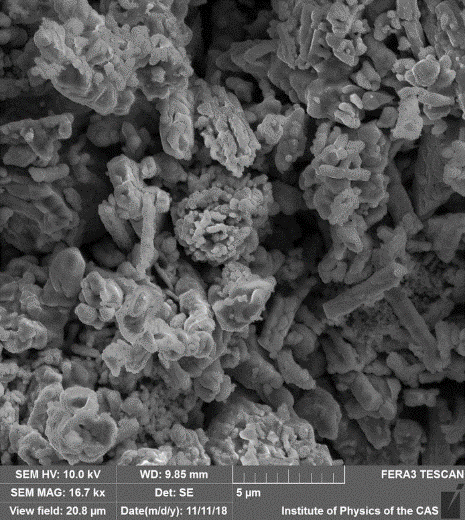 SEM HV: 10.0 kV WD: 9.85 mm FERA3 TESCAN
SEM MAG: 16.7 kx Det: SE 5 µm
View field: 20.8 µm Date(m/d/y): 11/11/18 Institute of Physics of the CAS